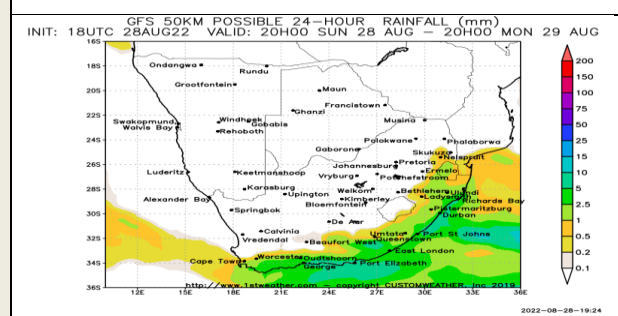 GFS 50KM POSSIBLE 24-HOUR RAINFALL (mm)
INIT: 18UTC 28AUG22 VALID: 20H00 SUN 28 AUG - 20H00 MON 29 AUG
16S
18S
20S
22S
24S
26S
28S
30S
32S
34S
36S
Ondangwa
Rundu
Grootfontein
Maun
Francistown
Ghanzi
Musina
Swakopmund
Walvis Bay
Windhoek
Gobabis
Rehoboth
Polokwane
Phalaborwa
Gaborone
Skukuza
Nelspruit
Johannesburg
Pretoria
Luderitz
Keetmanshoop
Vryburg
Potchefstroom
Ermelo
Karasburg
Upington
Welkom
Kimberley
Bloemfontein
Bethlehem
Ulundi
Ladysmith
Richards Bay
Alexander Bay
Springbok
Pietermaritzburg
Durban
De Aar
Calvinia
Vredendal
Beaufort West
Umtata
Queenstown
Port St Johns
East London
Cape Town
Worcester
Oudtshoorn
George
Port Elizabeth
http://www.1stweather.com - copyright CUSTOMWEATHER, inc 2019
12E 15E 18E 21E 24E 27E 30E 33E 36E
200
150
100
75
50
25
15
10
5
2.5
1
0.5
0.2
0.1
2022-08-28-19:24